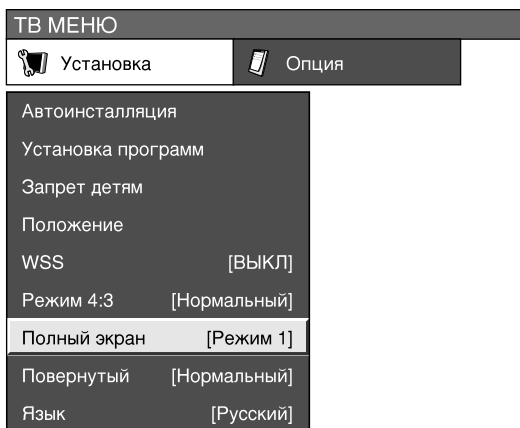 ТВ МЕНЮ
Установка Опция
Автоинсталляция
Установка программ
Запрет детям
Положение
WSS [ВЫКЛ]
Режим 4:3 [Нормальный]
Полный экран [Режим 1]
Повернутый [Нормальный]
Язык [Русский]